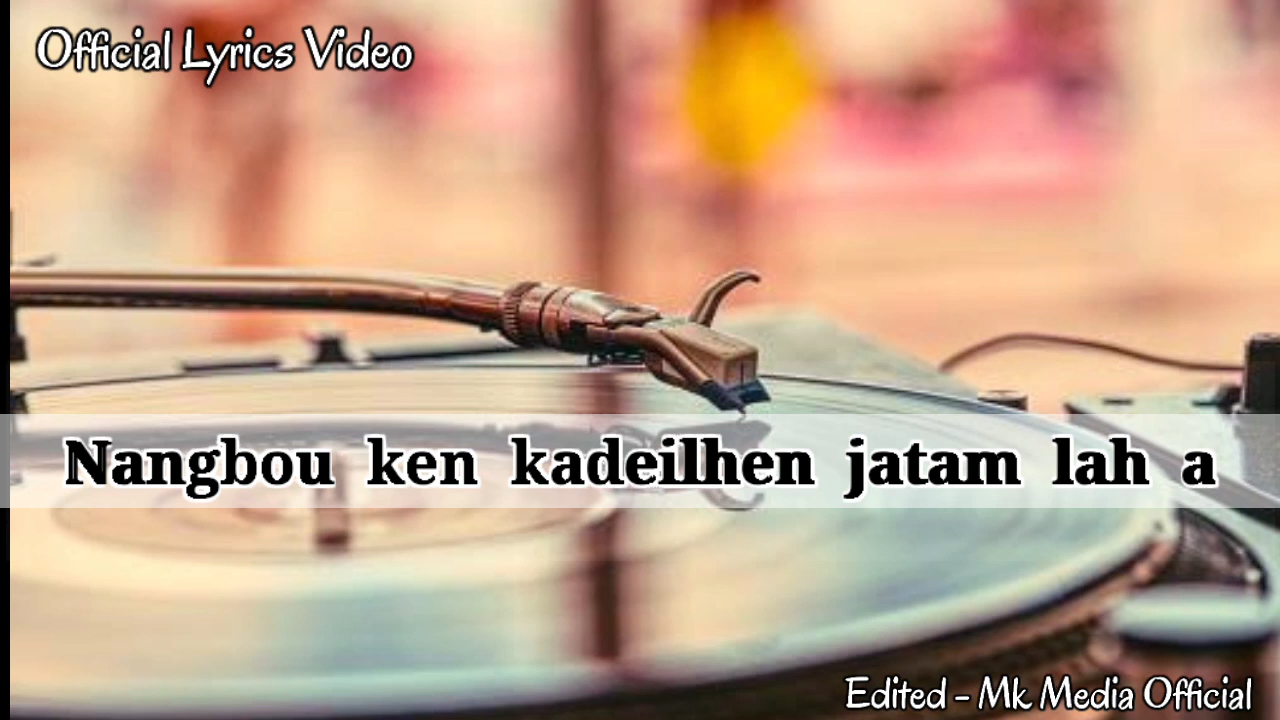 Official Lyrics Video
Nangbou ken kadeilhen jatam lah a
Edited - Mk Media Official